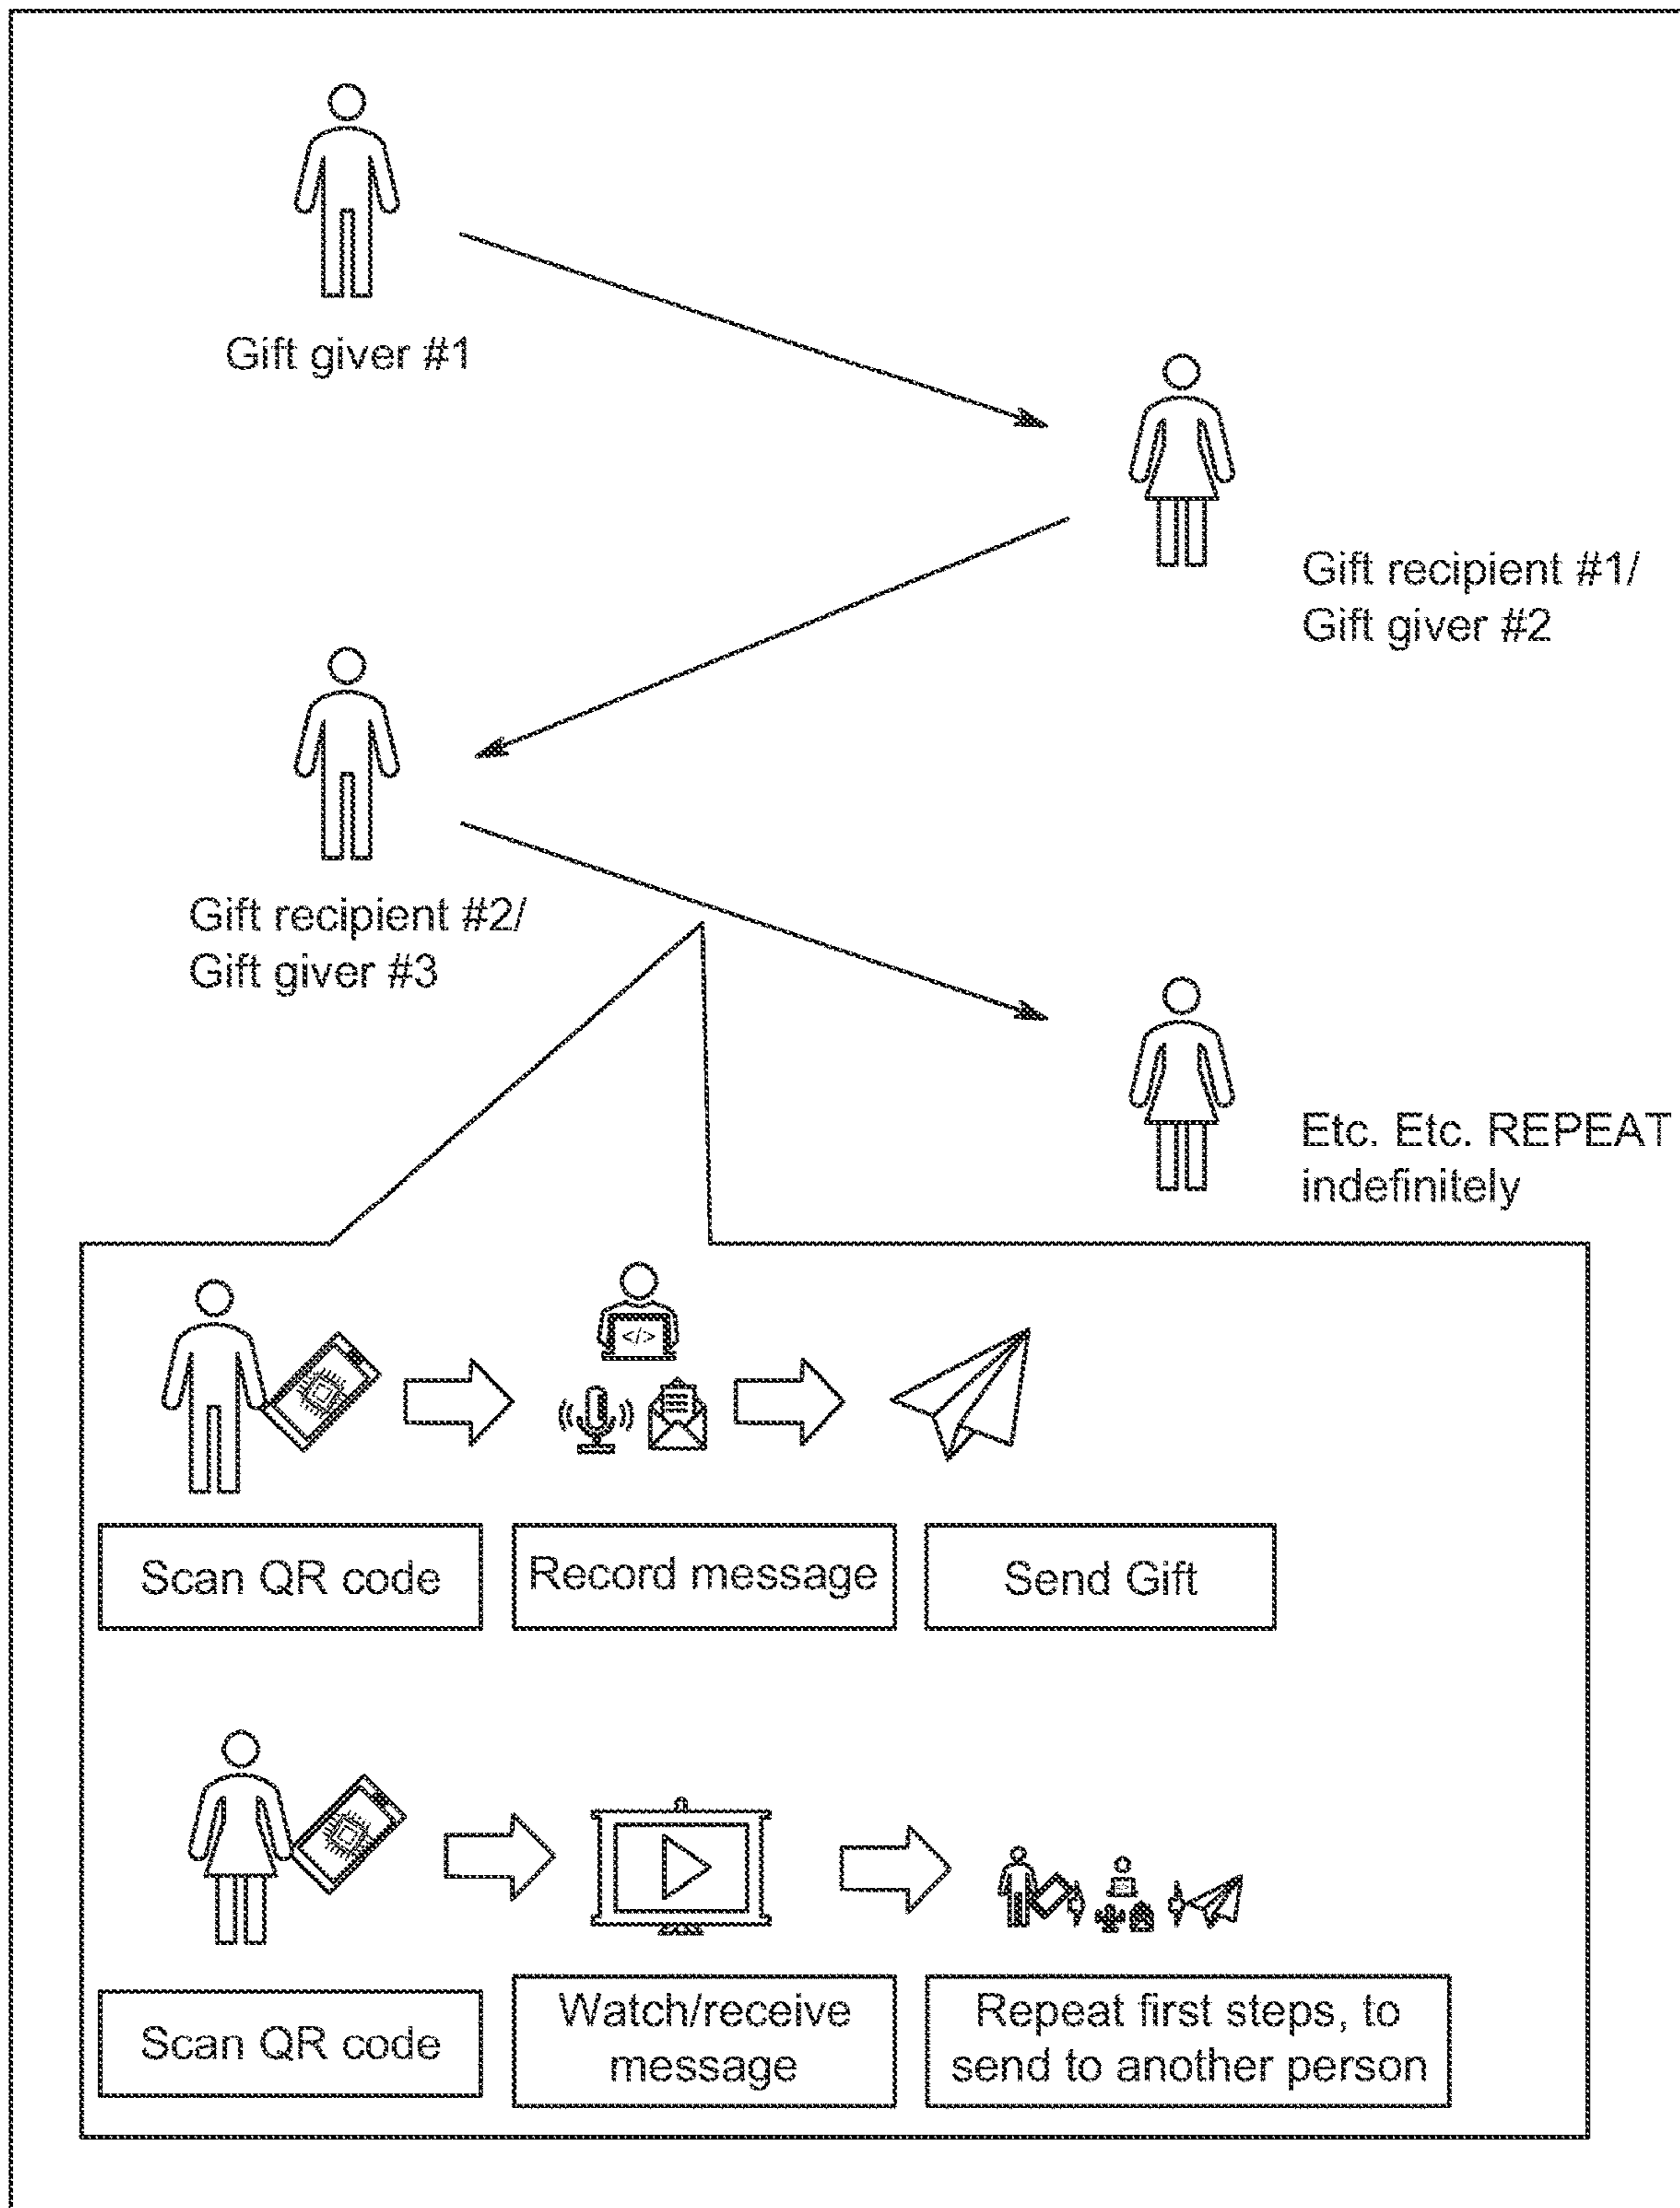 Gift giver #1
Gift recipient #1/
Gift giver #2
Gift recipient #2/
Gift giver #3
Etc. Etc. REPEAT
indefinitely
</>
Scan QR code
Record message
Send Gift
Scan QR code
Watch/receive
message
Repeat first steps, to
send to another person